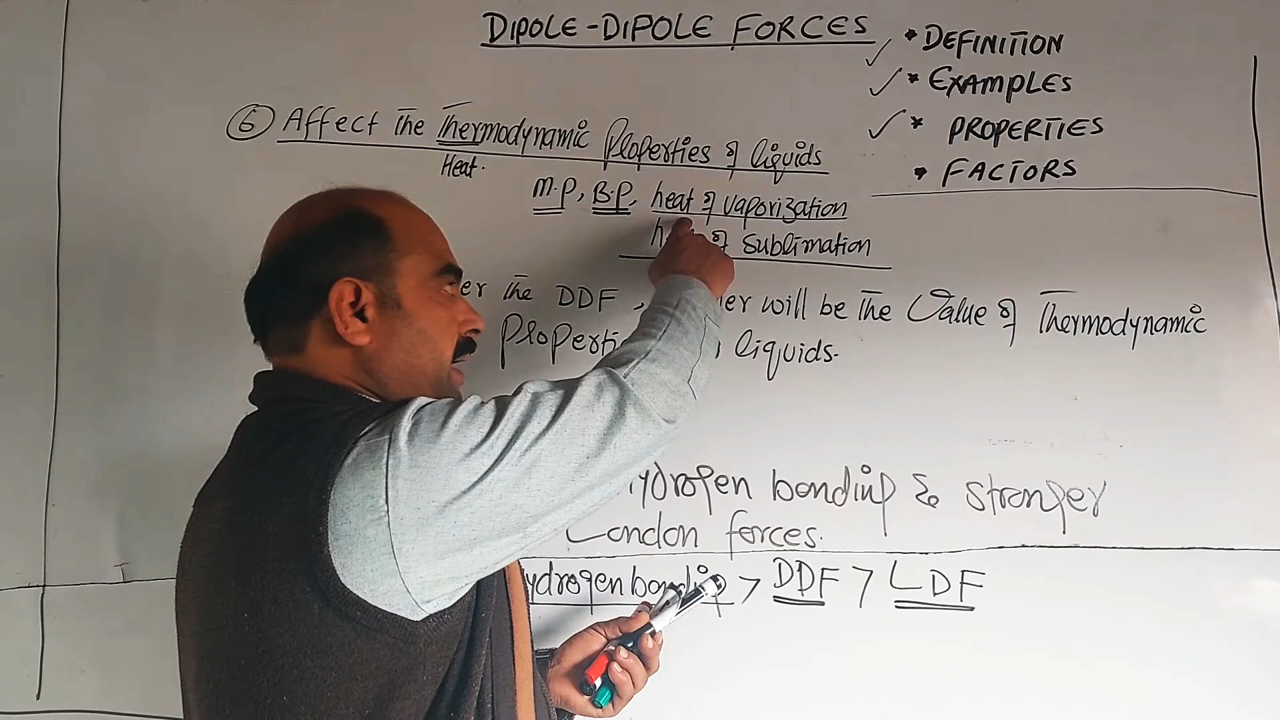 DIPOLE-DIPOLE FORCES
* DEFINITION
* EXAMPLES
* PROPERTIES
* FACTORS
6 Affect The Thermodynamic Properties of liquids
Heat.
M.P, B.P, heat of vaporization
of Sublimation
er the DDF, er will be the Value of Thermodynamic
Properti liquids.
ydrogen bonding & stronger
London forces.
ydrogen bonding > DDF > LDF